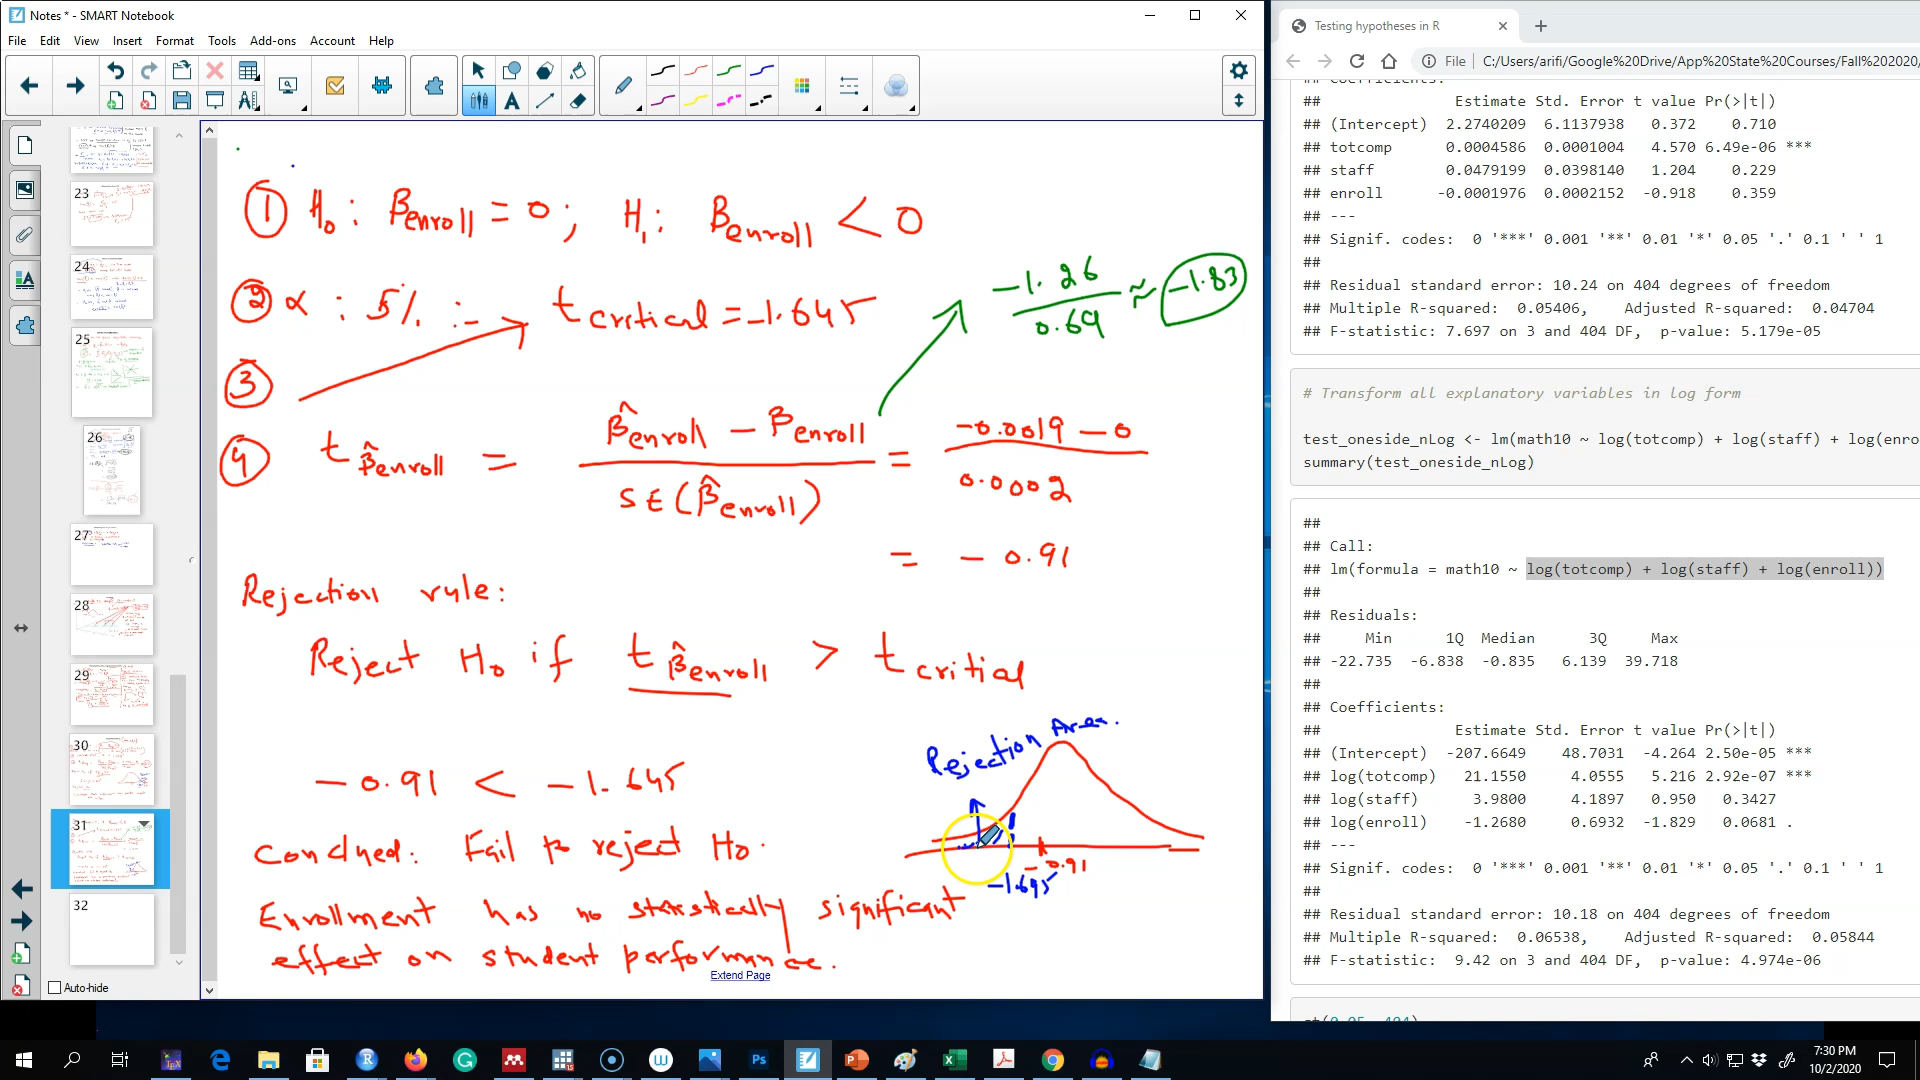 Notes * - SMART Notebook
File Edit View Insert Format Tools Add-ons Account Help
23
24
25
26
27
28
29
30
31
32
Auto-hide
① H₀ : βenroll = 0 ; H₁ : βenroll < 0
② α : 5% :- tcritical = -1.645
-1.26 / 0.69 ≈ -1.83
③
④ tβ̂enroll = β̂enroll - βenroll / SE(β̂enroll) = -0.0019 - 0 / 0.0002
= - 0.91
Rejection rule:
Reject H₀ if tβ̂enroll > tcritial
Rejection Area.
- 0.91 < - 1.645
Conclued: Fail to reject H₀.
-0.91
-1.645
Enrollment has no statistically significant
effect on student performance.
Extend Page
Testing hypotheses in R
File C:/Users/arifi/Google%20Drive/App%20State%20Courses/Fall%202020/
## Coefficients:
## Estimate Std. Error t value Pr(>|t|)
## (Intercept) 2.2740209 6.1137938 0.372 0.710
## totcomp 0.0004586 0.0001004 4.570 6.49e-06 ***
## staff 0.0479199 0.0398140 1.204 0.229
## enroll -0.0001976 0.0002152 -0.918 0.359
## ---
## Signif. codes: 0 '***' 0.001 '**' 0.01 '*' 0.05 '.' 0.1 ' ' 1
##
## Residual standard error: 10.24 on 404 degrees of freedom
## Multiple R-squared: 0.05406, Adjusted R-squared: 0.04704
## F-statistic: 7.697 on 3 and 404 DF, p-value: 5.179e-05
# Transform all explanatory variables in log form
test_oneside_nLog <- lm(math10 ~ log(totcomp) + log(staff) + log(enro
summary(test_oneside_nLog)
##
## Call:
## lm(formula = math10 ~ log(totcomp) + log(staff) + log(enroll))
##
## Residuals:
## Min 1Q Median 3Q Max
## -22.735 -6.838 -0.835 6.139 39.718
##
## Coefficients:
## Estimate Std. Error t value Pr(>|t|)
## (Intercept) -207.6649 48.7031 -4.264 2.50e-05 ***
## log(totcomp) 21.1550 4.0555 5.216 2.92e-07 ***
## log(staff) 3.9800 4.1897 0.950 0.3427
## log(enroll) -1.2680 0.6932 -1.829 0.0681 .
## ---
## Signif. codes: 0 '***' 0.001 '**' 0.01 '*' 0.05 '.' 0.1 ' ' 1
##
## Residual standard error: 10.18 on 404 degrees of freedom
## Multiple R-squared: 0.06538, Adjusted R-squared: 0.05844
## F-statistic: 9.42 on 3 and 404 DF, p-value: 4.974e-06
7:30 PM
10/2/2020